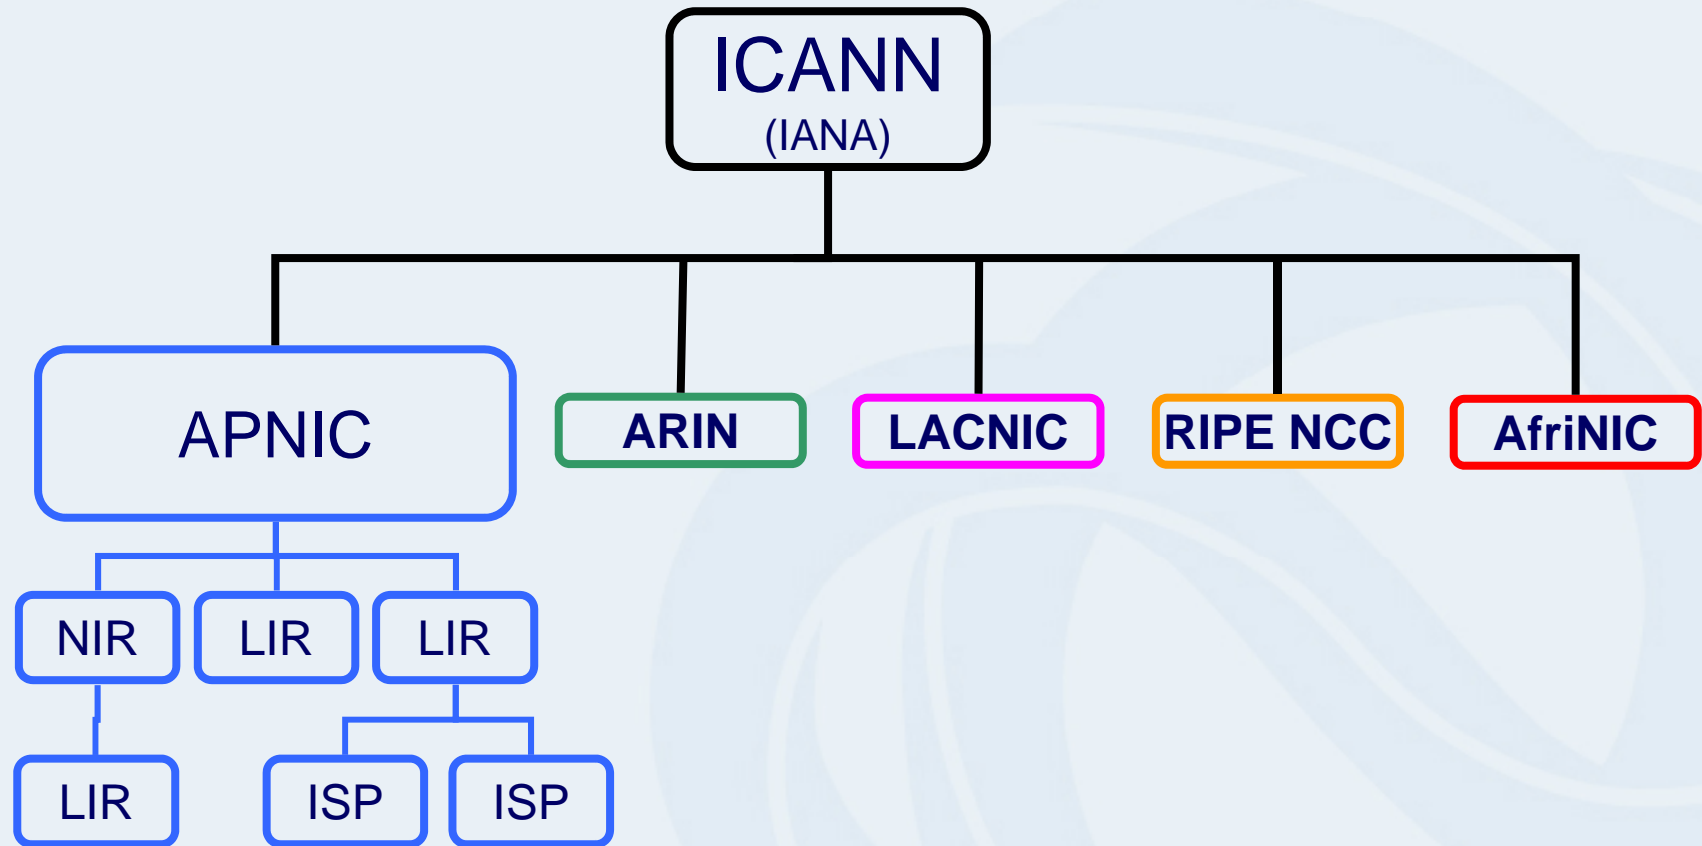 ICANN
(IANA)
APNIC
ARIN
LACNIC
RIPE NCC
AfriNIC
NIR
LIR
LIR
LIR
ISP
ISP